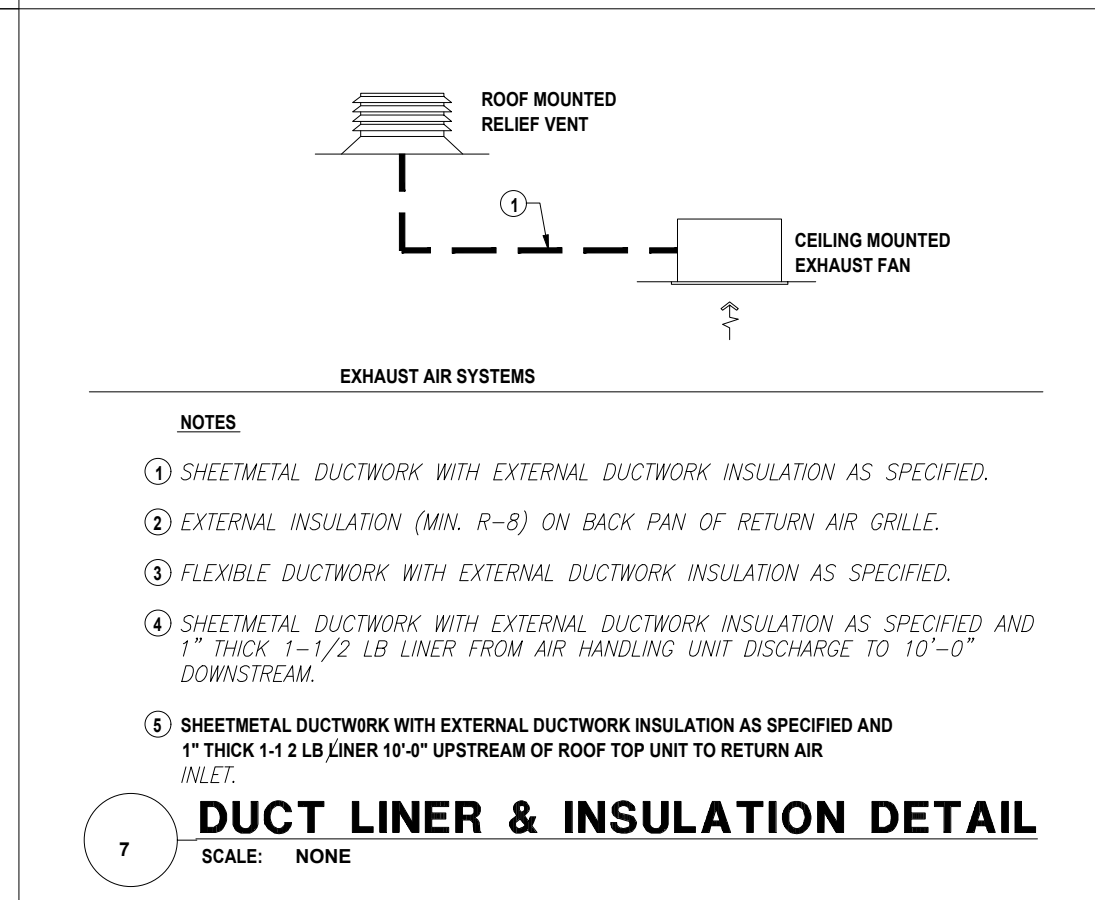 ROOF MOUNTED
RELIEF VENT
1
CEILING MOUNTED
EXHAUST FAN
EXHAUST AIR SYSTEMS
NOTES
1 SHEETMETAL DUCTWORK WITH EXTERNAL DUCTWORK INSULATION AS SPECIFIED.
2 EXTERNAL INSULATION (MIN. R-8) ON BACK PAN OF RETURN AIR GRILLE.
3 FLEXIBLE DUCTWORK WITH EXTERNAL DUCTWORK INSULATION AS SPECIFIED.
4 SHEETMETAL DUCTWORK WITH EXTERNAL DUCTWORK INSULATION AS SPECIFIED AND
1" THICK 1-1/2 LB LINER FROM AIR HANDLING UNIT DISCHARGE TO 10'-0"
DOWNSTREAM.
5 SHEETMETAL DUCTW0RK WITH EXTERNAL DUCTWORK INSULATION AS SPECIFIED AND
1" THICK 1-1 2 LB /LINER 10'-0" UPSTREAM OF ROOF TOP UNIT TO RETURN AIR
INLET.
DUCT LINER & INSULATION DETAIL
7
SCALE: NONE